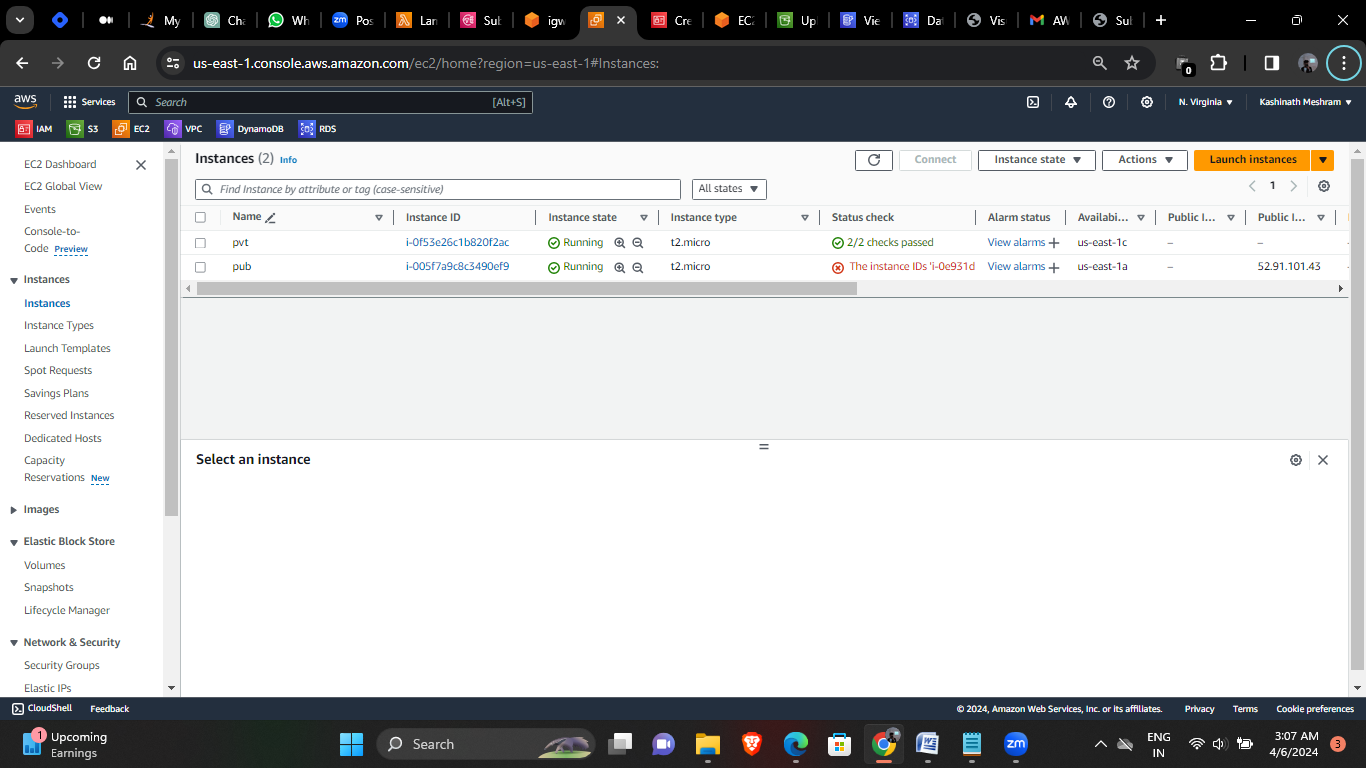 My
Cha
Wh
Pos
Lar
Sub
igw
Cre
EC2
Up
Vie
Dat
Vis
AW
Sul
us-east-1.console.aws.amazon.com/ec2/home?region=us-east-1#Instances:
0
aws Services Search [Alt+S] N. Virginia Kashinath Meshram
IAM S3 EC2 VPC DynamoDB RDS
EC2 Dashboard
EC2 Global View
Events
Console-to-
Code Preview
Instances
Instances
Instance Types
Launch Templates
Spot Requests
Savings Plans
Reserved Instances
Dedicated Hosts
Capacity
Reservations New
Images
Elastic Block Store
Volumes
Snapshots
Lifecycle Manager
Network & Security
Security Groups
Elastic IPs
Instances (2) Info
Connect Instance state Actions Launch instances
Find Instance by attribute or tag (case-sensitive) All states 1
Name Instance ID Instance state Instance type Status check Alarm status Availabi... Public I... Public I...
pvt i-0f53e26c1b820f2ac Running t2.micro 2/2 checks passed View alarms us-east-1c – –
pub i-005f7a9c8c3490ef9 Running t2.micro The instance IDs 'i-0e931d View alarms us-east-1a – 52.91.101.43
Select an instance
CloudShell Feedback © 2024, Amazon Web Services, Inc. or its affiliates. Privacy Terms Cookie preferences
1
Upcoming
Earnings
Search
zm
ENG
IN
3:07 AM
4/6/2024
3